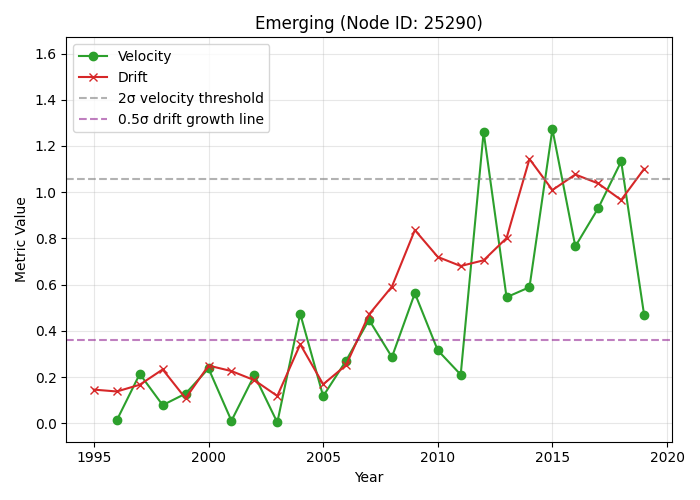 Emerging (Node ID: 25290)
Velocity
Drift
2σ velocity threshold
0.5σ drift growth line
Metric Value
1.6
1.4
1.2
1.0
0.8
0.6
0.4
0.2
0.0
1995 2000 2005 2010 2015 2020
Year